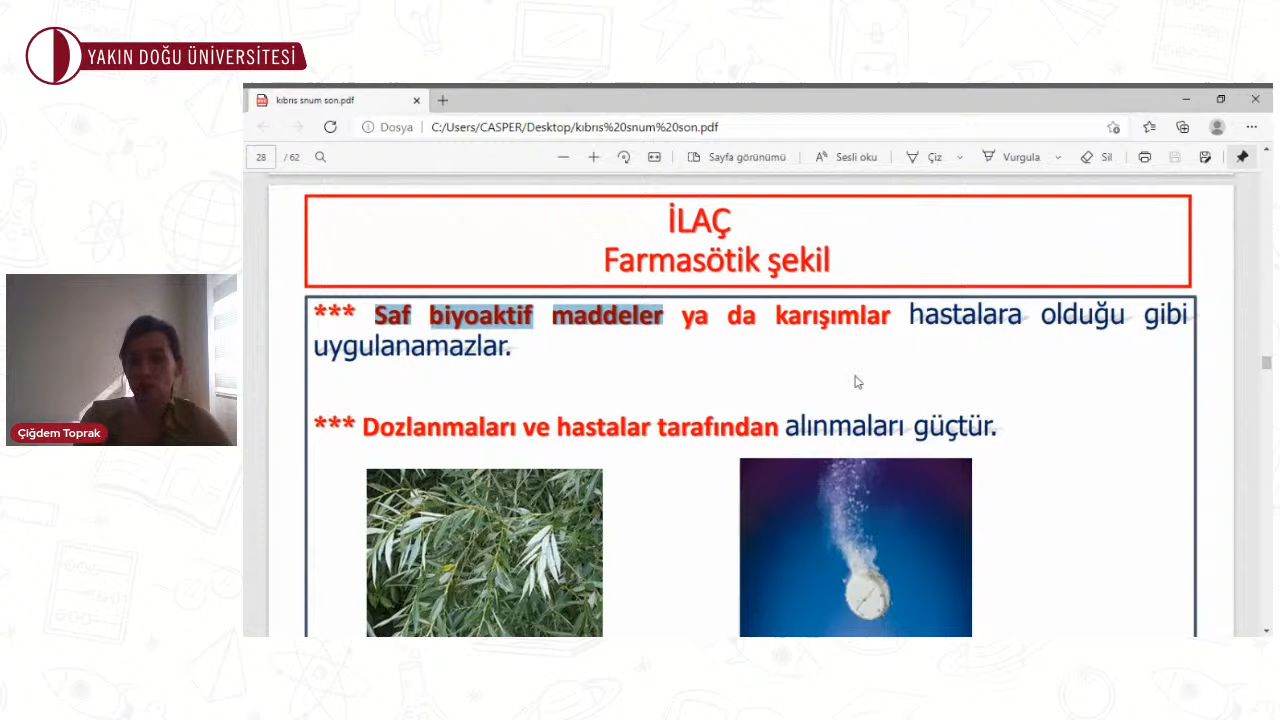 YAKIN DOĞU ÜNİVERSİTESİ
kıbrıs snum son.pdf
Dosya C:/Users/CASPER/Desktop/kıbrıs%20snum%20son.pdf
28 / 62 Sayfa görünümü Sesli oku Çiz Vurgula Sil
İLAÇ
Farmasötik şekil
*** Saf biyoaktif maddeler ya da karışımlar hastalara olduğu gibi
uygulanamazlar.
*** Dozlanmaları ve hastalar tarafından alınmaları güçtür.
Çiğdem Toprak